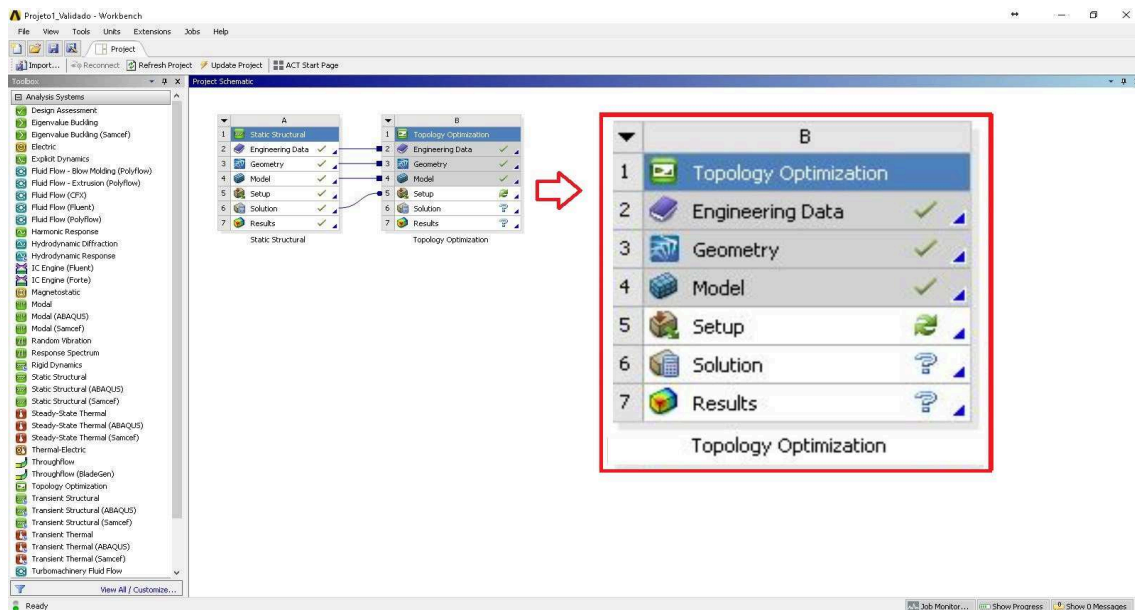 Projeto1_Validado - Workbench
File View Tools Units Extensions Jobs Help
Project
Import... Reconnect Refresh Project Update Project ACT Start Page
Toolbox
Project Schematic
Analysis Systems
Design Assessment
Eigenvalue Buckling
Eigenvalue Buckling (Samcef)
Electric
Explicit Dynamics
Fluid Flow - Blow Molding (Polyflow)
Fluid Flow - Extrusion (Polyflow)
Fluid Flow (CFX)
Fluid Flow (Fluent)
Fluid Flow (Polyflow)
Harmonic Response
Hydrodynamic Diffraction
Hydrodynamic Response
IC Engine (Fluent)
IC Engine (Forte)
Magnetostatic
Modal
Modal (ABAQUS)
Modal (Samcef)
Random Vibration
Response Spectrum
Rigid Dynamics
Static Structural
Static Structural (ABAQUS)
Static Structural (Samcef)
Steady-State Thermal
Steady-State Thermal (ABAQUS)
Steady-State Thermal (Samcef)
Thermal-Electric
Throughflow
Throughflow (BladeGen)
Topology Optimization
Transient Structural
Transient Structural (ABAQUS)
Transient Structural (Samcef)
Transient Thermal
Transient Thermal (ABAQUS)
Transient Thermal (Samcef)
Turbomachinery Fluid Flow
View All / Customize...
A
1 Static Structural
2 Engineering Data
3 Geometry
4 Model
5 Setup
6 Solution
7 Results
Static Structural
B
1 Topology Optimization
2 Engineering Data
3 Geometry
4 Model
5 Setup
6 Solution ?
7 Results ?
Topology Optimization
B
1 Topology Optimization
2 Engineering Data
3 Geometry
4 Model
5 Setup
6 Solution ?
7 Results ?
Topology Optimization
Ready
Job Monitor... Show Progress Show 0 Messages